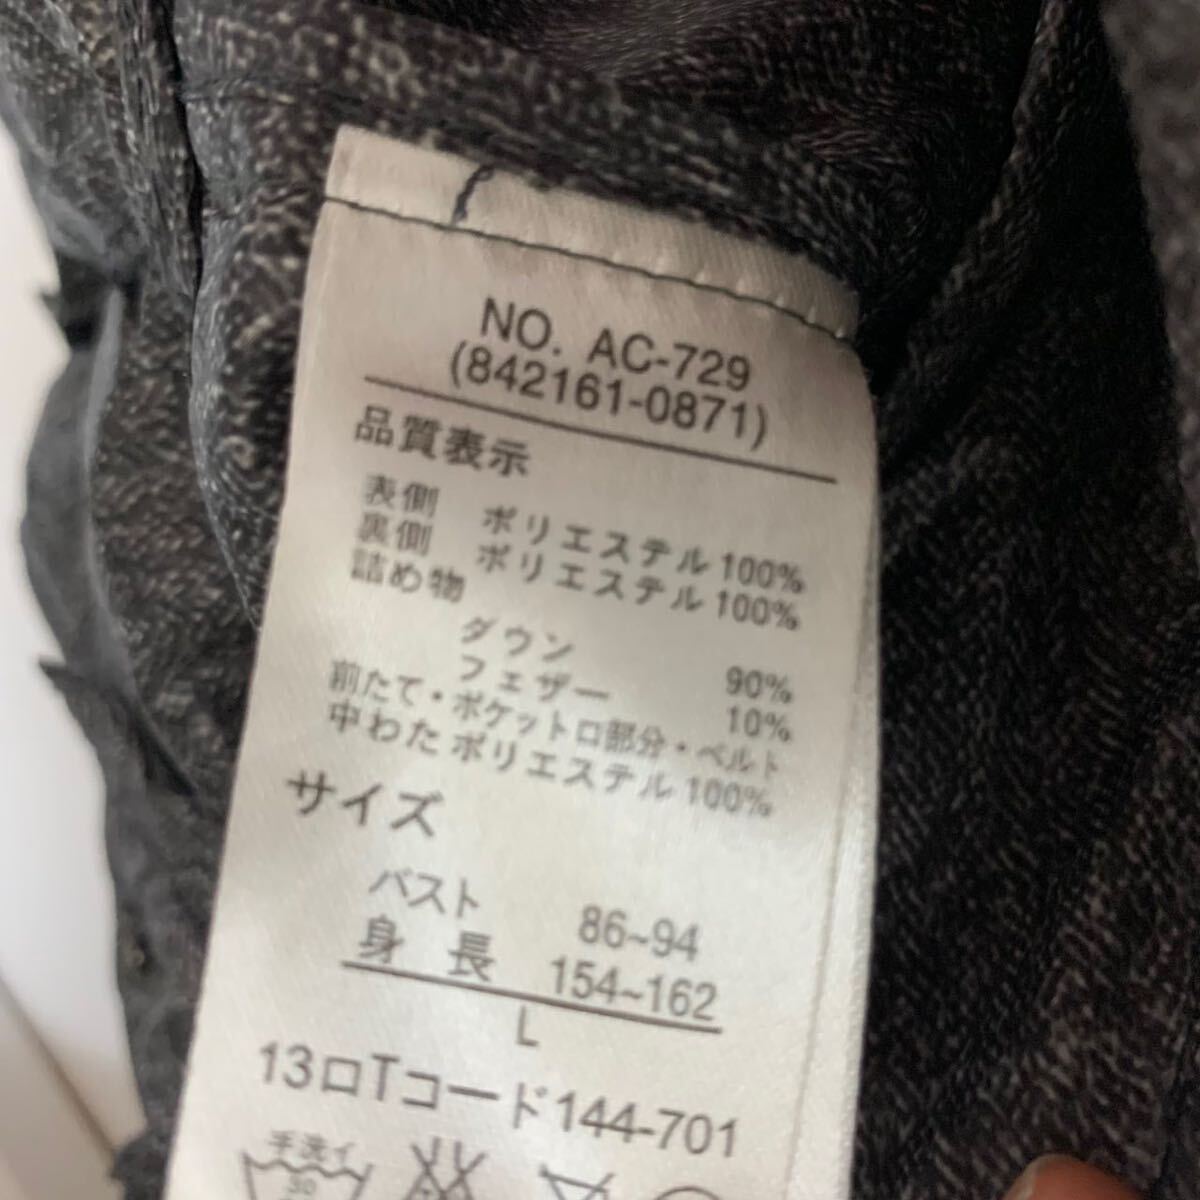 NO. AC-729
(842161-0871)
品質表示
表側 ポリエステル 100%
裏側 ポリエステル 100%
詰め物
ダウン 90%
フェザー 10%
前たて・ポケット口部分・ベルト
中わた ポリエステル 100%
サイズ
バスト 86~94
身長 154~162
L
13ロTコード144-701
手洗イ
30